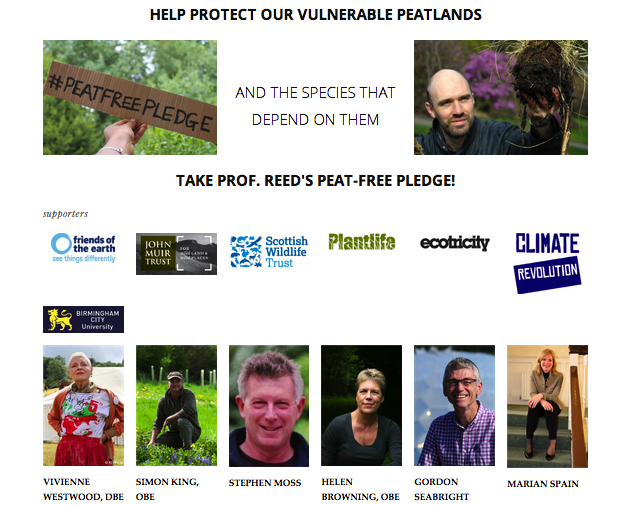 HELP PROTECT OUR VULNERABLE PEATLANDS
#PEATFREEPLEDGE
AND THE SPECIES THAT
DEPEND ON THEM
TAKE PROF. REED'S PEAT-FREE PLEDGE!
supporters
friends of
the earth
see things differently
JOHN
MUIR
TRUST
Scottish
Wildlife
Trust
Plantlife
ecotricity
CLIMATE
REVOLUTION
BIRMINGHAM
CITY
University
VIVIENNE
WESTWOOD, DBE
SIMON KING,
OBE
STEPHEN MOSS
HELEN
BROWNING, OBE
GORDON
SEABRIGHT
MARIAN SPAIN